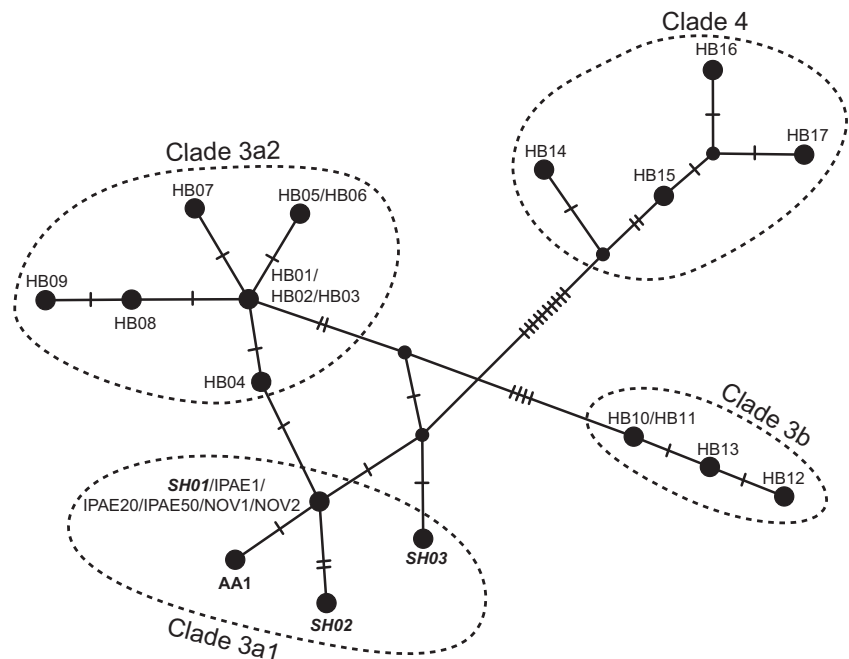 Clade 4
HB16
HB17
HB14
HB15
Clade 3a2
HB07
HB05/HB06
HB09
HB08
HB01/
HB02/HB03
HB04
Clade 3b
HB10/HB11
HB13
HB12
SH01/IPAE1/
IPAE20/IPAE50/NOV1/NOV2
AA1
SH02
SH03
Clade 3a1